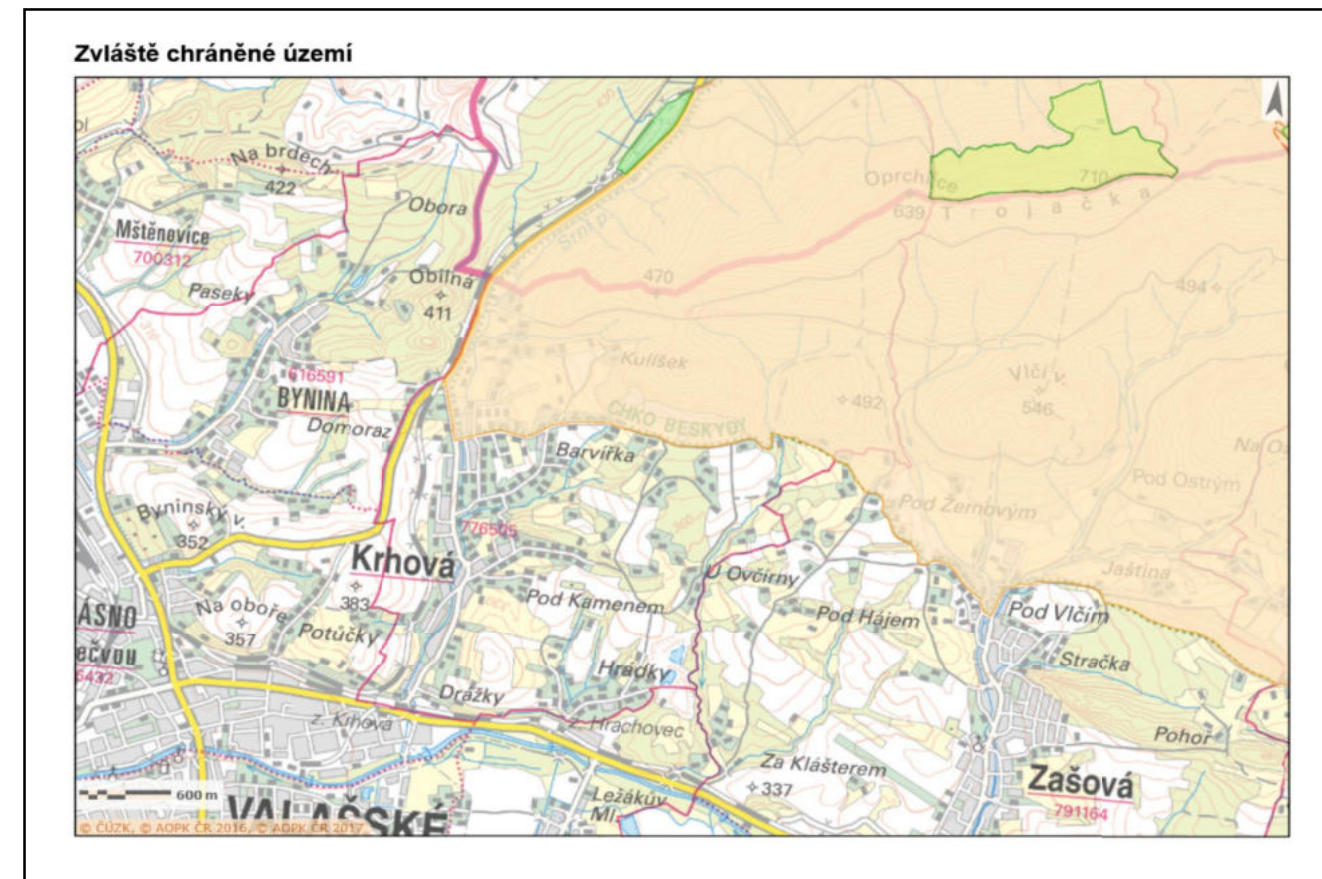 Zvláště chráněné území
Na brdech
422
Obora
Oprchlice
710
639
Trojačka
Mštěnovice
700312
Srní p.
Obilná
470
494
Paseky
411
Kulíšek
Vlčí v.
616591
BYNINA
492
546
CHKO BESKYDY
Domoraz
Barvířka
Pod Ostrým
Pod Žernovým
Byninský v.
776505
352
Krhová
U Ovčírny
Jaština
383
Pod Kamenem
Na oboře
Pod Hájem
Pod Vlčím
357
Potůčky
Stračka
Hrádky
Drážky
z. Krhová
z. Hrachovec
Pohoř
Za Klášterem
600 m
Ležákův
Ml.
337
Zašová
791164
VALAŠSKÉ
© ČÚZK, © AOPK ČR 2016, © AOPK ČR 2017